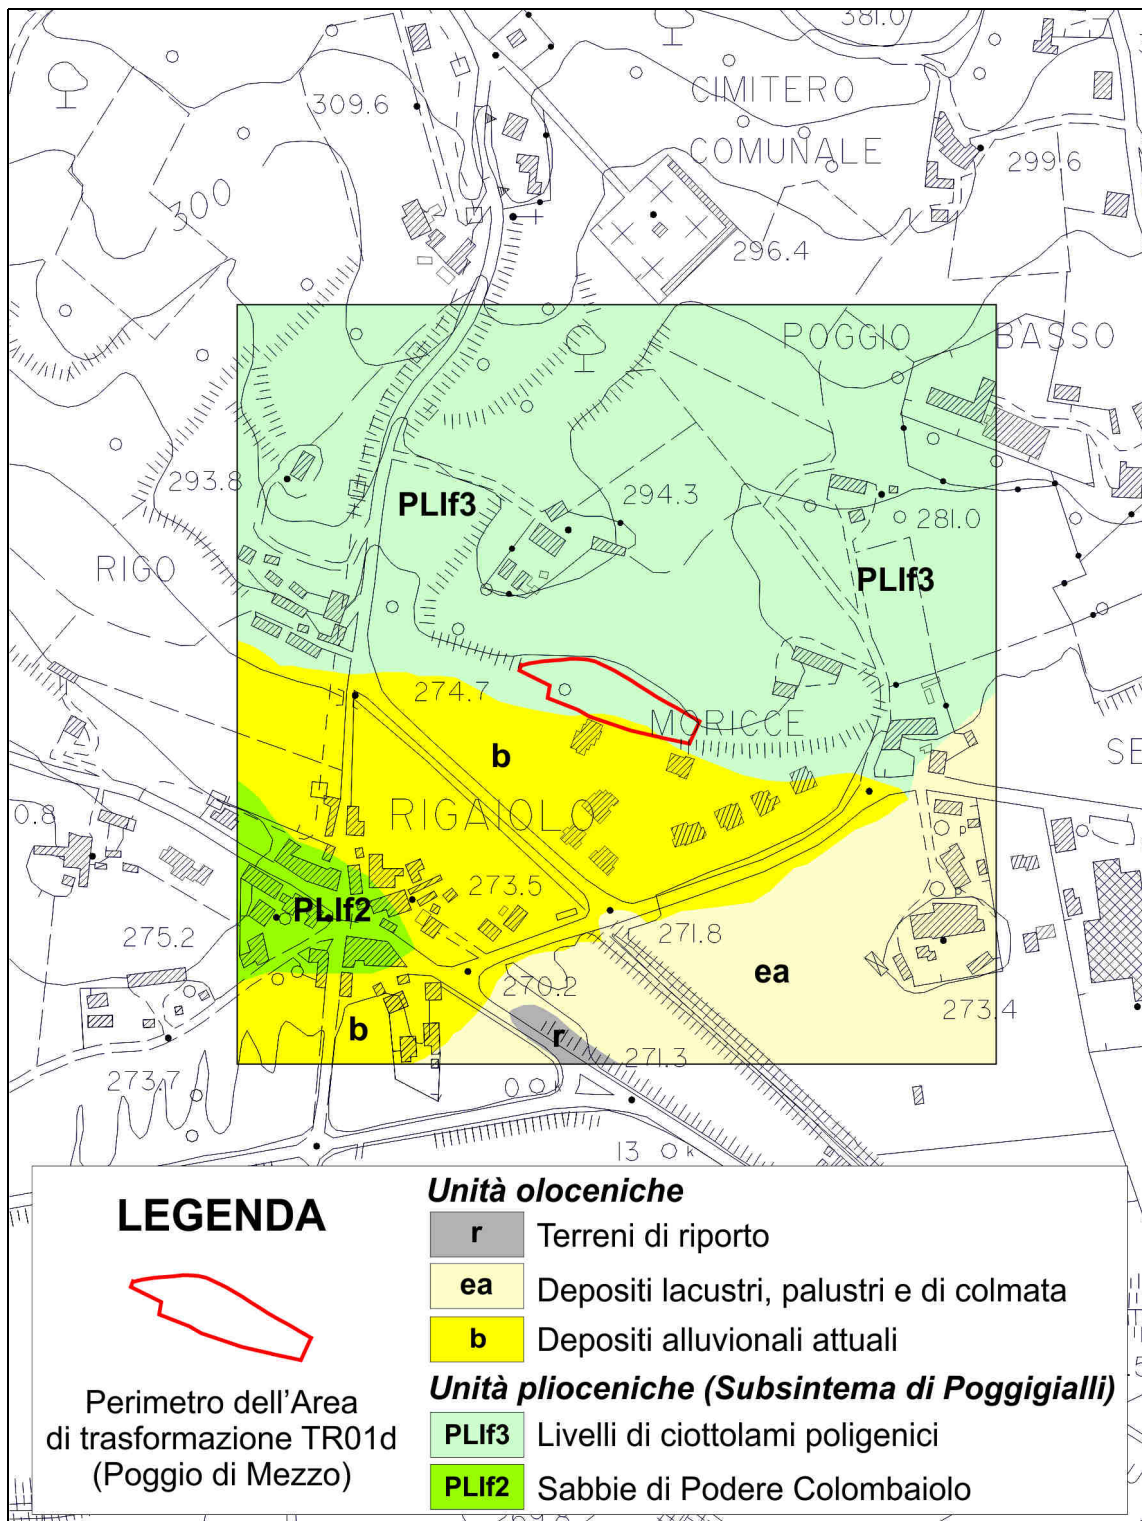 381.0
309.6
CIMITERO
COMUNALE
299.6
300
296.4
POGGIO BASSO
293.8
PLIf3
294.3
281.0
RIGO
PLIf3
274.7
MORICCE
SE
b
RIGAIOLO
0.8
273.5
PLIf2
275.2
271.8
ea
270.2
273.4
b
r
271.3
273.7
0 k
13 k
LEGENDA
Perimetro dell'Area
di trasformazione TR01d
(Poggio di Mezzo)
Unità oloceniche
r Terreni di riporto
ea Depositi lacustri, palustri e di colmata
b Depositi alluvionali attuali
Unità plioceniche (Subsintema di Poggigialli)
PLIf3 Livelli di ciottolami poligenici
PLIf2 Sabbie di Podere Colombaiolo